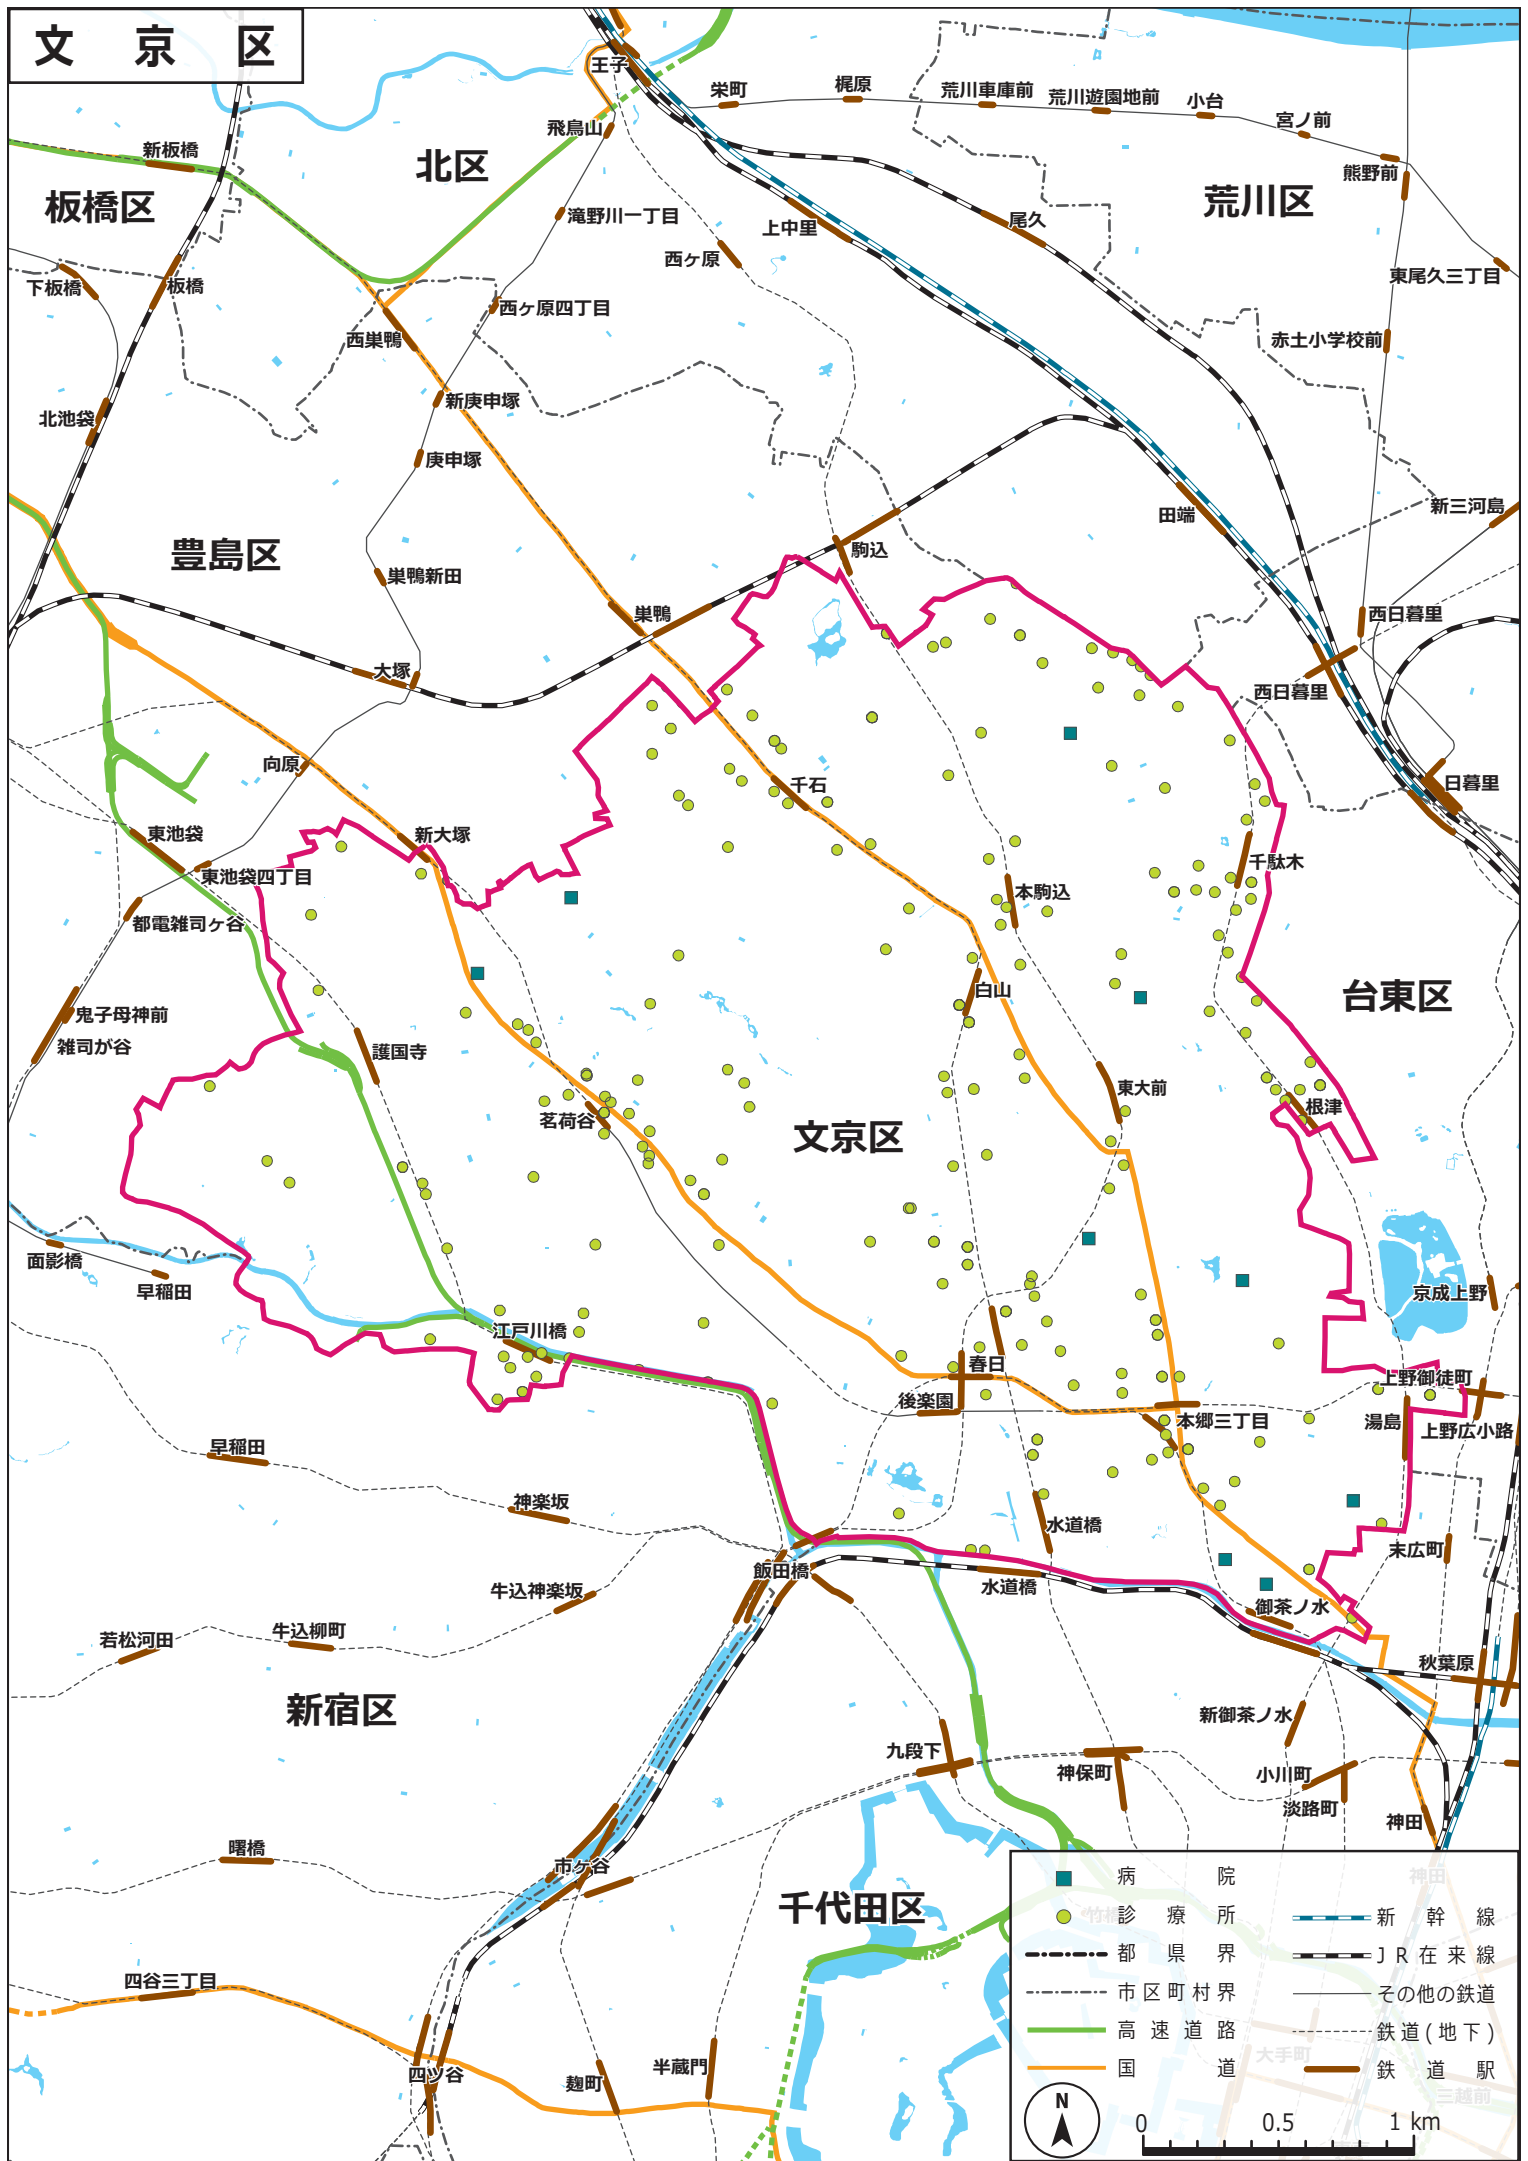 文京区
王子
栄町
梶原
荒川車庫前
荒川遊園地前
小台
宮ノ前
飛鳥山
新板橋
北区
熊野前
板橋区
荒川区
滝野川一丁目
尾久
上中里
西ヶ原
東尾久三丁目
下板橋
板橋
西ヶ原四丁目
西巣鴨
赤土小学校前
新庚申塚
北池袋
庚申塚
新三河島
田端
豊島区
駒込
巣鴨新田
巣鴨
西日暮里
大塚
西日暮里
向原
千石
日暮里
東池袋
新大塚
千駄木
東池袋四丁目
本駒込
都電雑司ヶ谷
白山
台東区
鬼子母神前
雑司が谷
護国寺
東大前
根津
茗荷谷
文京区
面影橋
早稲田
京成上野
江戸川橋
春日
上野御徒町
後楽園
本郷三丁目
湯島
上野広小路
早稲田
神楽坂
水道橋
末広町
飯田橋
水道橋
牛込神楽坂
御茶ノ水
牛込柳町
若松河田
秋葉原
新宿区
新御茶ノ水
九段下
神保町
小川町
淡路町
神田
曙橋
市ヶ谷
千代田区
四谷三丁目
四ツ谷
麹町
半蔵門
病院
神田
診療所
竹橋
新幹線
都県界
JR在来線
市区町村界
その他の鉄道
高速道路
鉄道(地下)
大手町
国道
鉄道駅
三越前
N
0
0.5
1 km